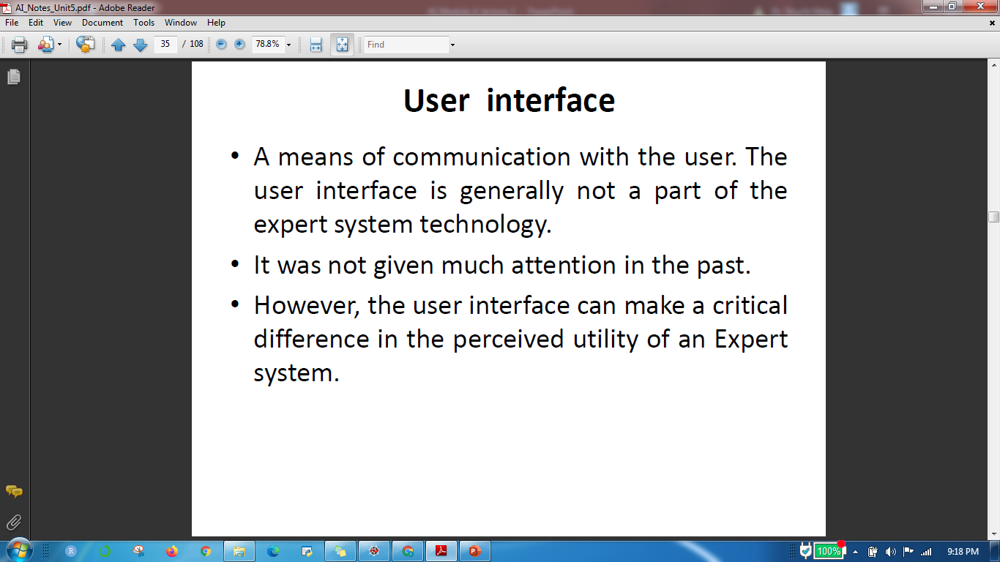 AI_Notes_Unit5.pdf - Adobe Reader
File Edit View Document Tools Window Help
35 / 108 78.8% Find
User interface
• A means of communication with the user. The
user interface is generally not a part of the
expert system technology.
• It was not given much attention in the past.
• However, the user interface can make a critical
difference in the perceived utility of an Expert
system.
100% 9:18 PM